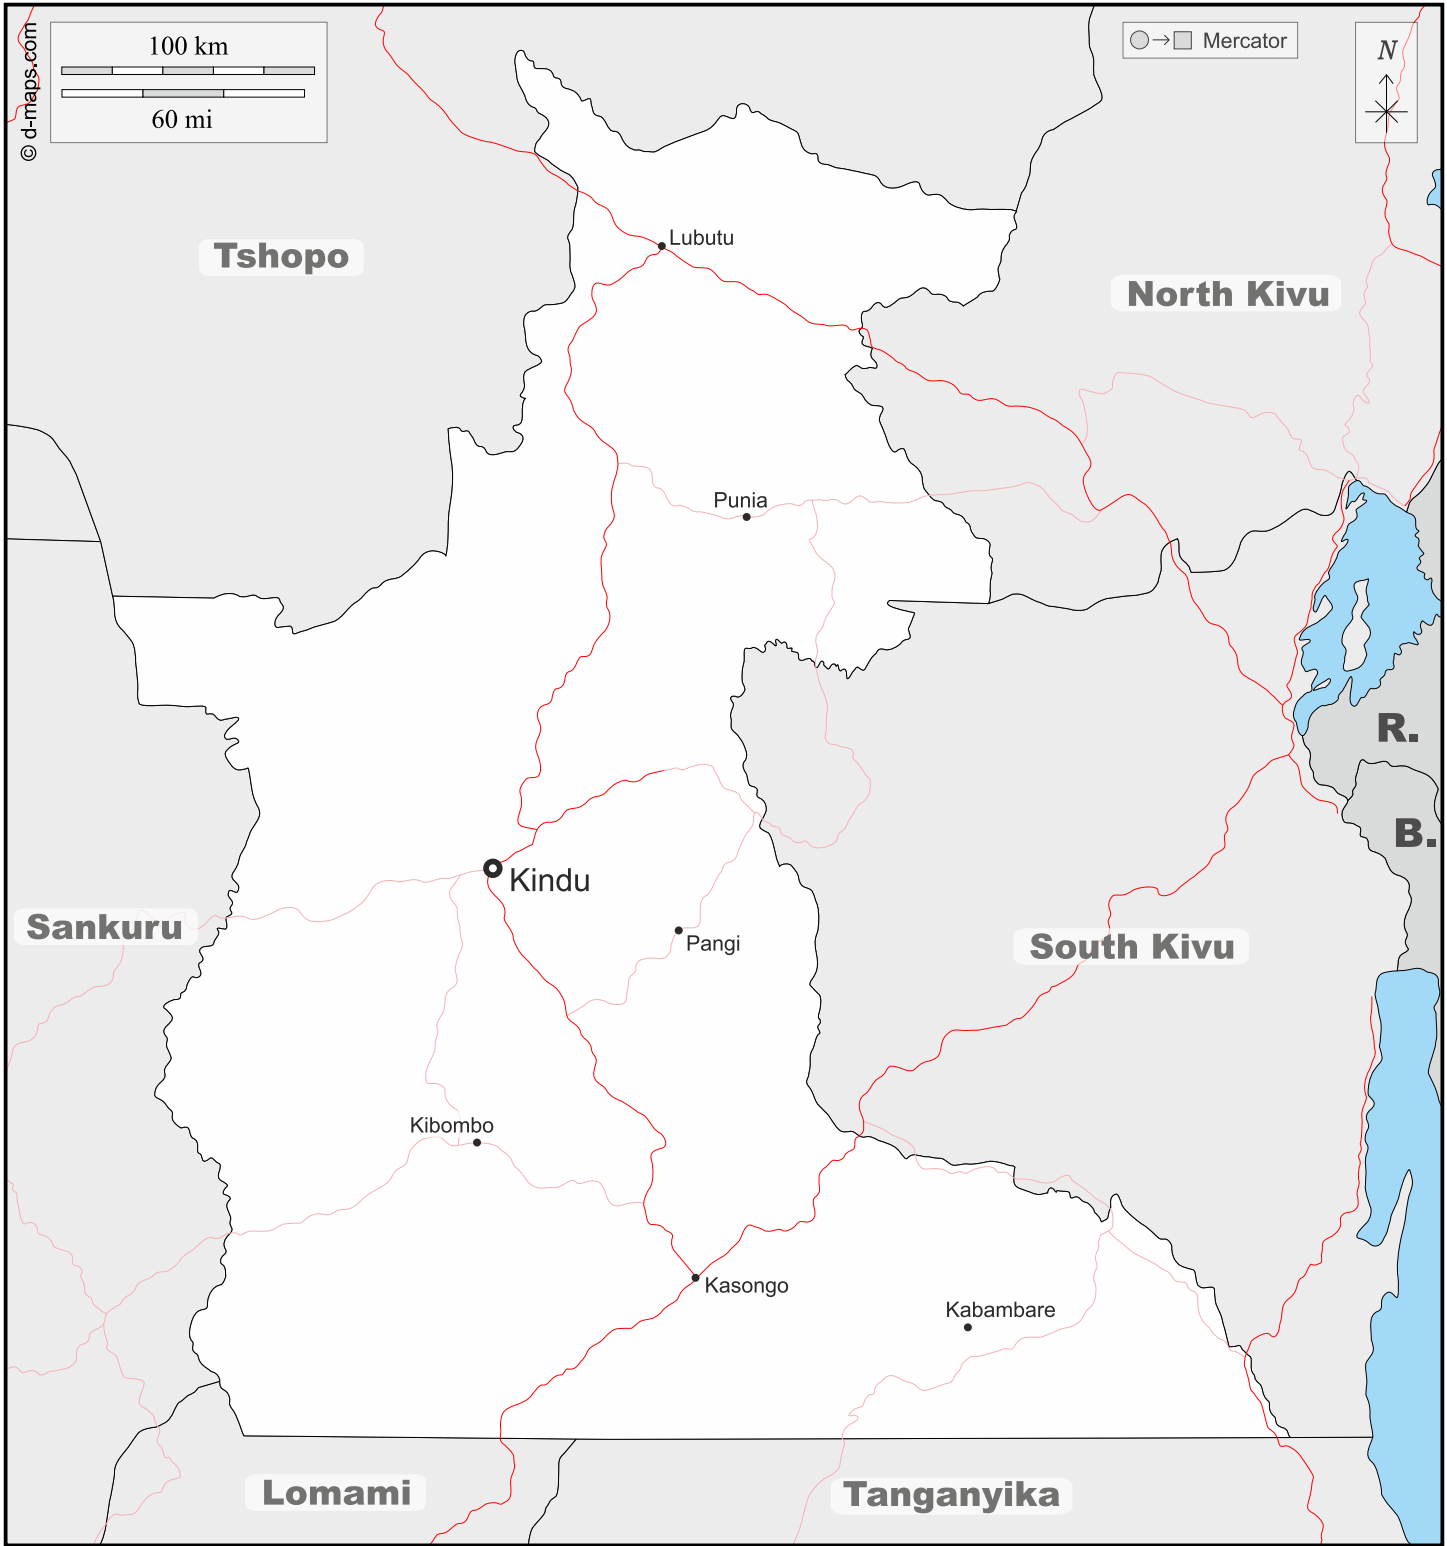 © d-maps.com
100 km
60 mi
Mercator
N
Tshopo
Lubutu
North Kivu
Punia
R.
B.
Kindu
Sankuru
Pangi
South Kivu
Kibombo
Kasongo
Kabambare
Lomami
Tanganyika